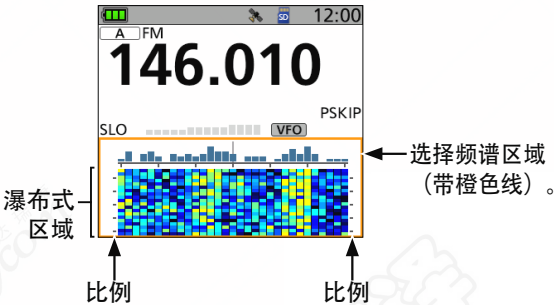 SD 12:00
A FM
146.010
PSKIP
SLO VFO
选择频谱区域
（带橙色线）。
瀑布式
区域
比例 比例